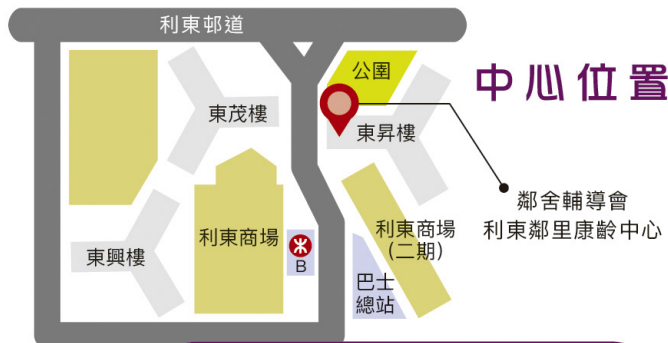 利東邨道
公園
中心位置
東茂樓
東昇樓
鄰舍輔導會
利東鄰里康齡中心
利東商場
利東商場
(二期)
東興樓
B
巴士
總站